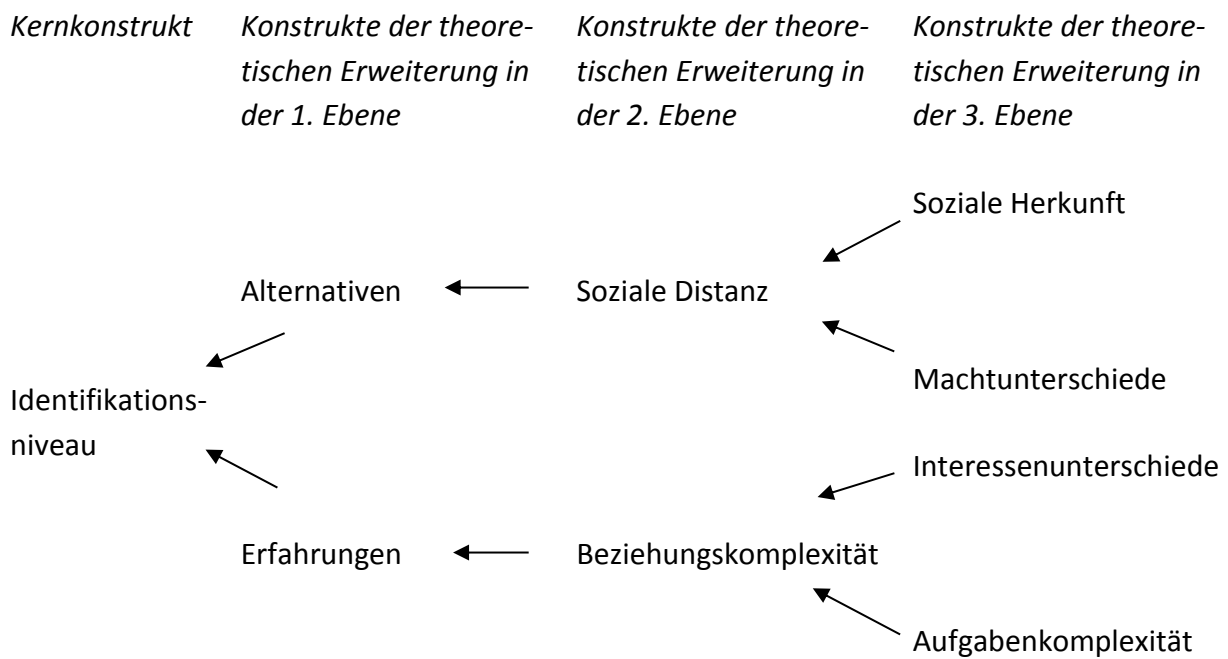 Kernkonstrukt
Konstrukte der theore-
tischen Erweiterung in
der 1. Ebene
Konstrukte der theore-
tischen Erweiterung in
der 2. Ebene
Konstrukte der theore-
tischen Erweiterung in
der 3. Ebene
Soziale Herkunft
Alternativen
Soziale Distanz
Machtunterschiede
Identifikations-
niveau
Interessenunterschiede
Erfahrungen
Beziehungskomplexität
Aufgabenkomplexität